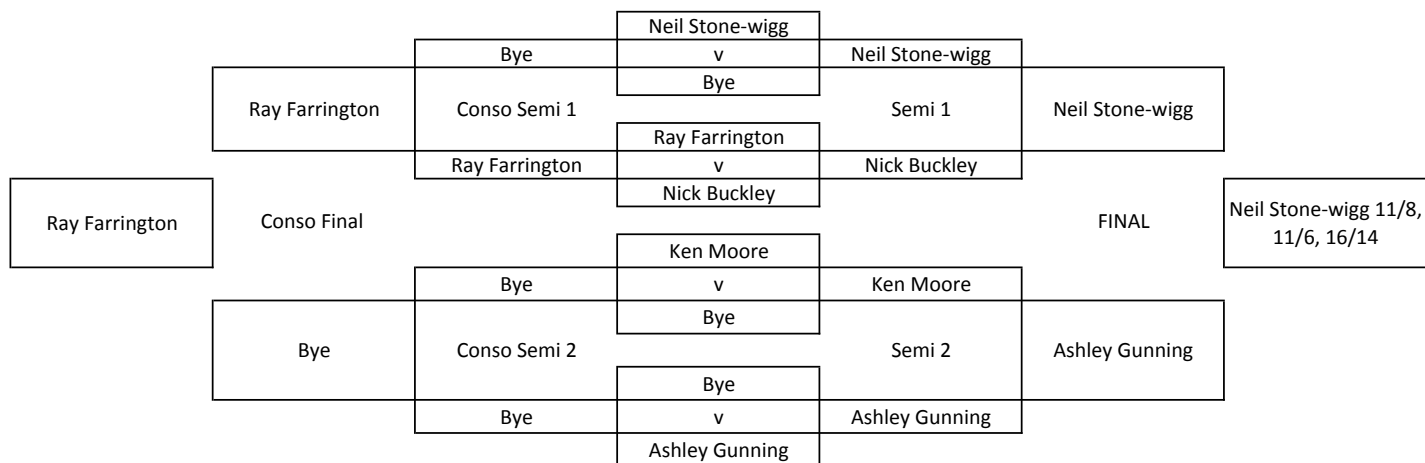 Neil Stone-wigg
Bye v Neil Stone-wigg
Bye
Ray Farrington Conso Semi 1 Semi 1 Neil Stone-wigg
Ray Farrington
Ray Farrington v Nick Buckley
Nick Buckley
Ray Farrington Conso Final FINAL Neil Stone-wigg 11/8,
11/6, 16/14
Ken Moore
Bye v Ken Moore
Bye
Bye Conso Semi 2 Semi 2 Ashley Gunning
Bye
Bye v Ashley Gunning
Ashley Gunning